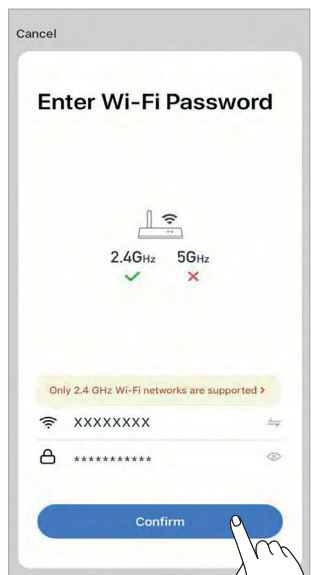 Cancel
Enter Wi-Fi Password
2.4GHz 5GHz
Only 2.4 GHz Wi-Fi networks are supported >
XXXXXXXX
***********
Confirm